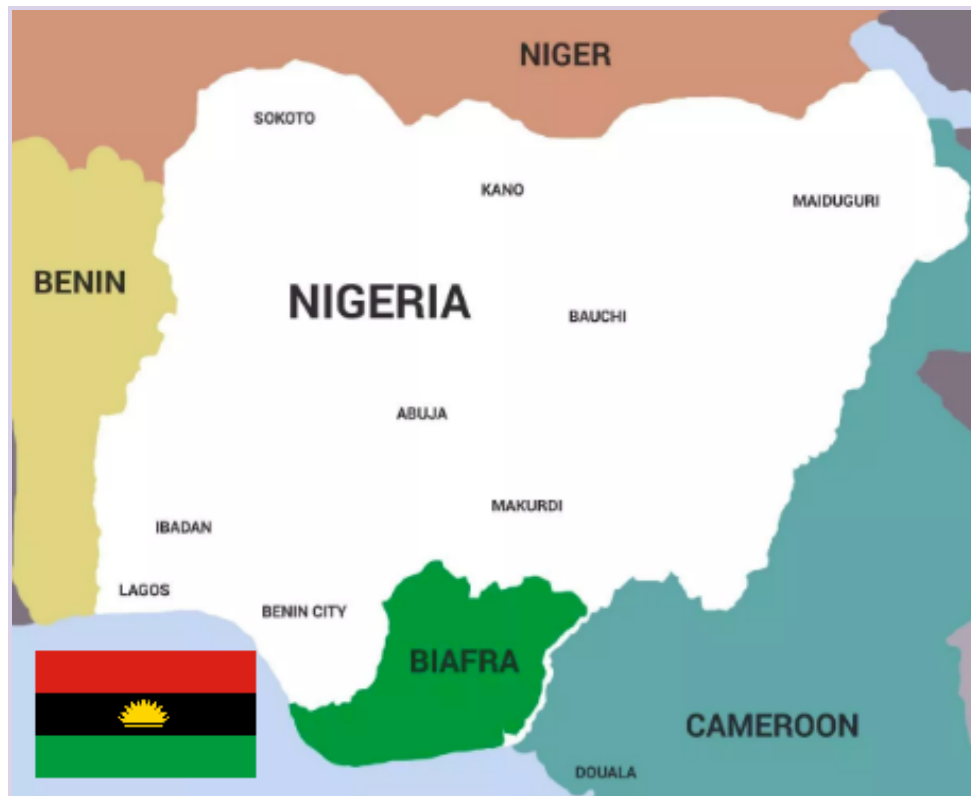 NIGER
SOKOTO
KANO
MAIDUGURI
BENIN
NIGERIA
BAUCHI
ABUJA
MAKURDI
IBADAN
LAGOS
BENIN CITY
BIAFRA
CAMEROON
DOUALA